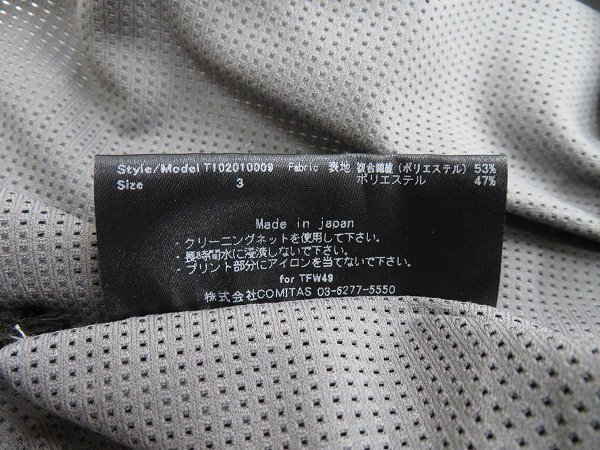 Style/Model T102010009 Fabric 表地 複合繊維 (ポリエステル) 53%
Size 3 ポリエステル 47%
Made in japan
・クリーニングネットを使用して下さい。
・長時間水に浸漬しないで下さい。
・プリント部分にアイロンを当てないで下さい。
for TFW49
株式会社COMITAS 03-6277-5550